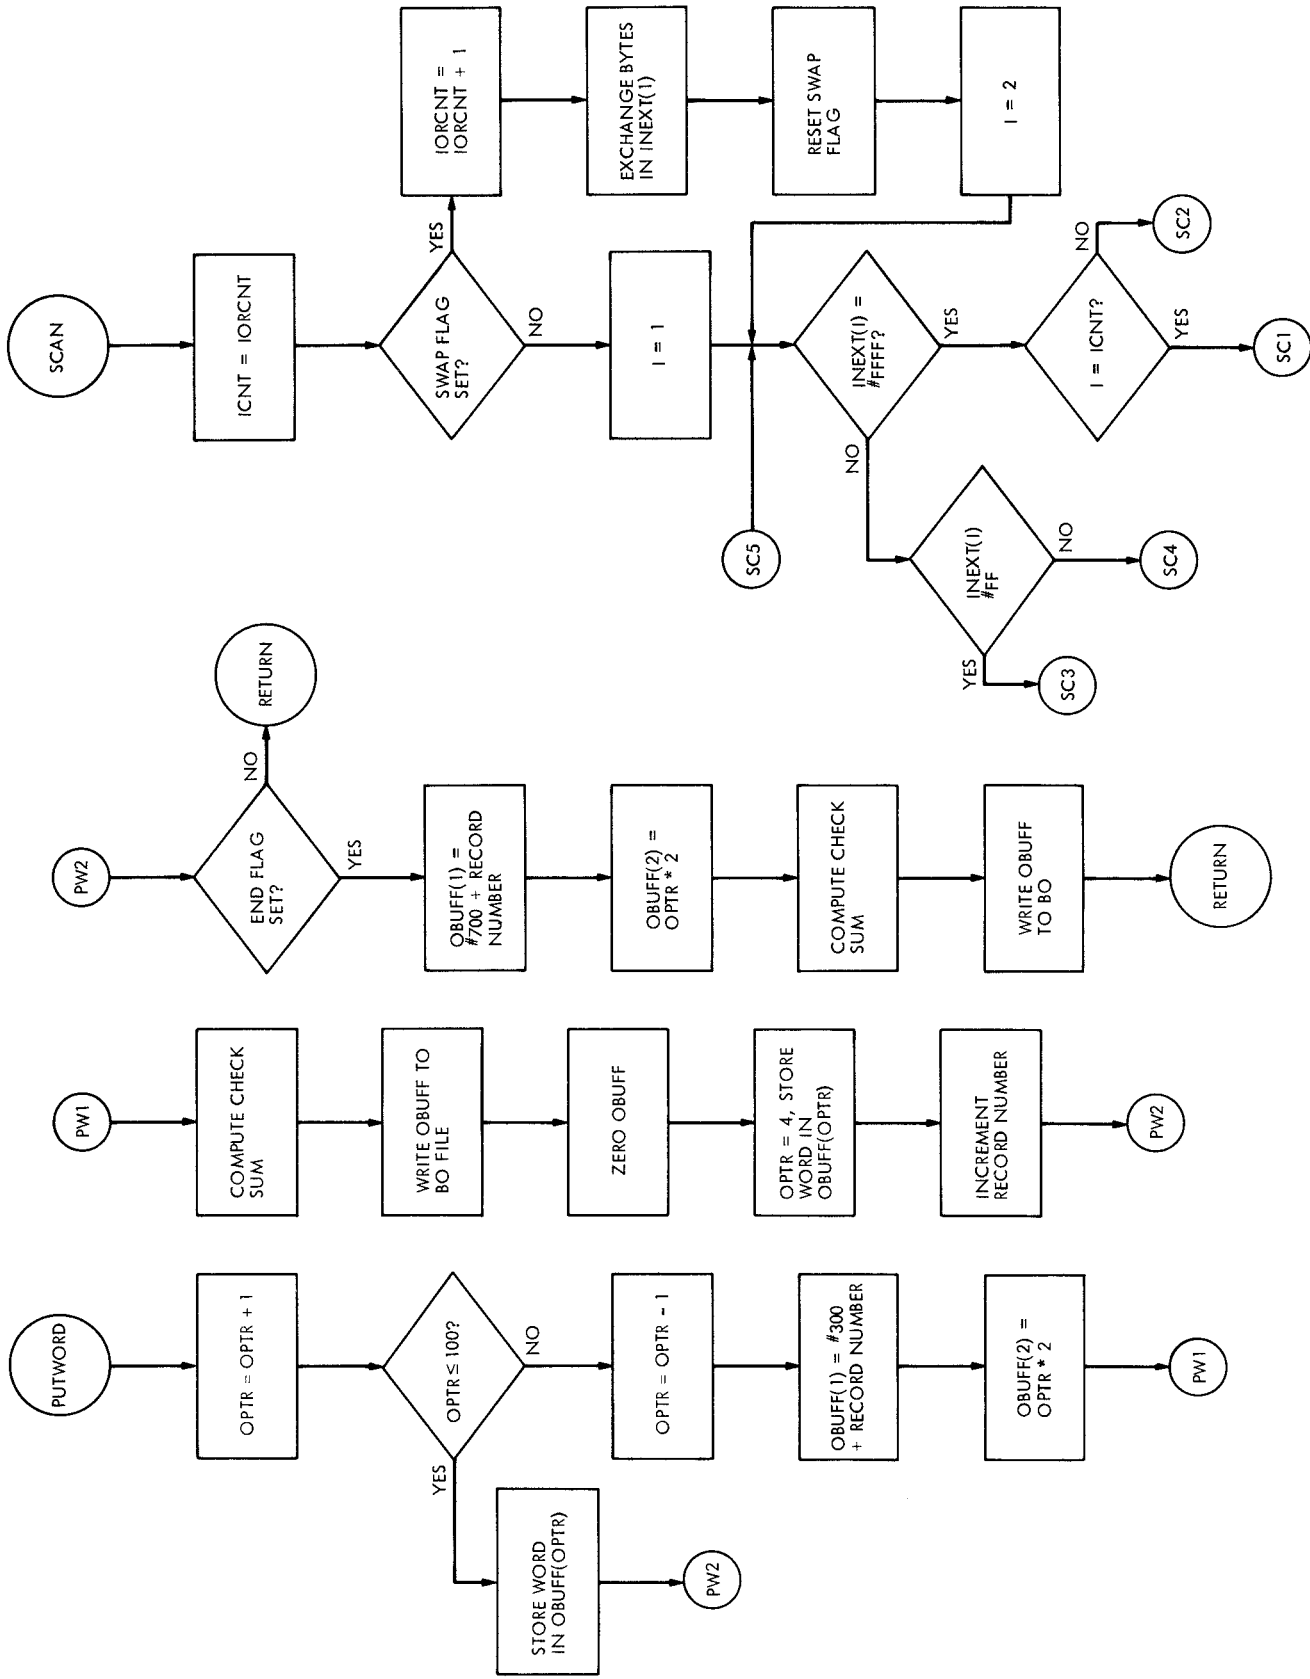 PUTWORD
OPTR = OPTR + 1
OPTR ≤ 100?
YES
NO
STORE WORD
IN OBUFF(OPTR)
PW2
OPTR = OPTR - 1
OBUFF(1) = #300
+ RECORD NUMBER
OBUFF(2) =
OPTR * 2
PW1
PW1
COMPUTE CHECK
SUM
WRITE OBUFF TO
BO FILE
ZERO OBUFF
OPTR = 4, STORE
WORD IN
OBUFF(OPTR)
INCREMENT
RECORD NUMBER
PW2
PW2
END FLAG
SET?
NO
RETURN
YES
OBUFF(1) =
#700 + RECORD
NUMBER
OBUFF(2) =
OPTR * 2
COMPUTE CHECK
SUM
WRITE OBUFF
TO BO
RETURN
SCAN
ICNT = IORCNT
SWAP FLAG
SET?
YES
NO
IORCNT =
IORCNT + 1
EXCHANGE BYTES
IN INEXT(1)
RESET SWAP
FLAG
I = 2
I = 1
SC5
INEXT(I) =
#FFFF?
NO
YES
INEXT(I)
#FF
YES
NO
SC3
SC4
I = ICNT?
NO
YES
SC2
SC1